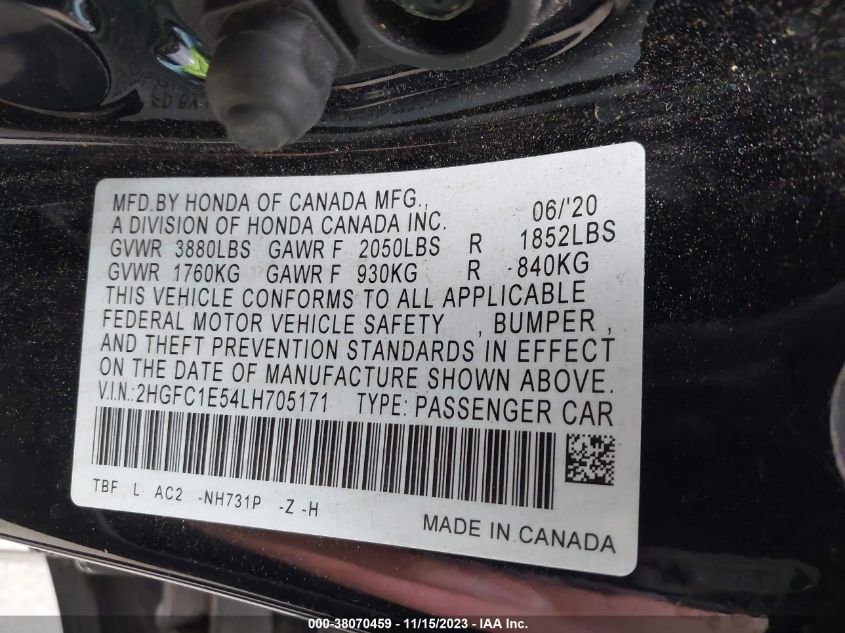 MFD.BY HONDA OF CANADA MFG., 06/'20
A DIVISION OF HONDA CANADA INC.
GVWR 3880LBS GAWR F 2050LBS R 1852LBS
GVWR 1760KG GAWR F 930KG R 840KG
THIS VEHICLE CONFORMS TO ALL APPLICABLE
FEDERAL MOTOR VEHICLE SAFETY , BUMPER ,
AND THEFT PREVENTION STANDARDS IN EFFECT
ON THE DATE OF MANUFACTURE SHOWN ABOVE.
V.I.N.:2HGFC1E54LH705171 TYPE: PASSENGER CAR
TBF L AC2 -NH731P -Z -H
MADE IN CANADA
000-38070459 - 11/15/2023 - IAA Inc.